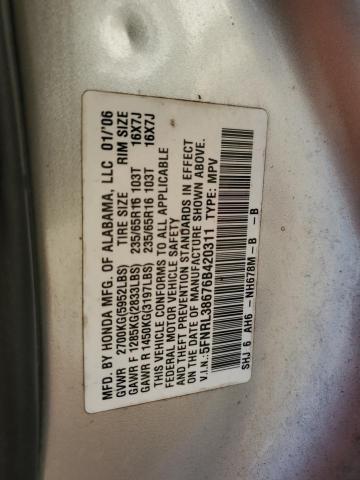 MFD. BY HONDA MFG. OF ALABAMA, LLC 01/'06
GVWR 2700KG(5952LBS) TIRE SIZE RIM SIZE
GAWR F 1285KG(2833LBS) 235/65R16 103T 16X7J
GAWR R 1450KG(3197LBS) 235/65R16 103T 16X7J
THIS VEHICLE CONFORMS TO ALL APPLICABLE
FEDERAL MOTOR VEHICLE SAFETY
AND THEFT PREVENTION STANDARDS IN EFFECT
ON THE DATE OF MANUFACTURE SHOWN ABOVE.
V.I.N.: 5FNRL38676B420311 TYPE: MPV
SHJ 6 AH6 - NH678M - B - B